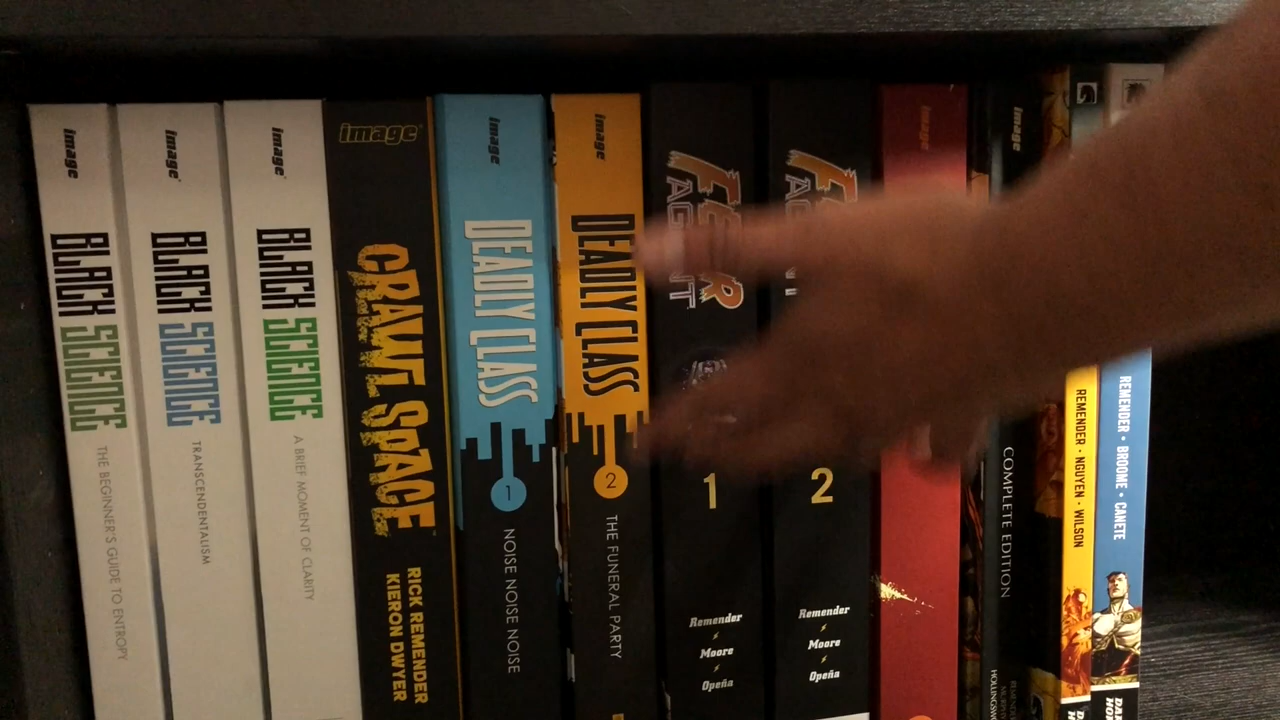 image
BLACK SCIENCE
THE BEGINNER'S GUIDE TO ENTROPY
image
BLACK SCIENCE
TRANSCENDENTALISM
image
BLACK SCIENCE
A BRIEF MOMENT OF CLARITY
image
CRAWL SPACE
RICK REMENDER
KIERON DWYER
image
DEADLY CLASS
1
NOISE NOISE NOISE
image
DEADLY CLASS
2
THE FUNERAL PARTY
FEAR
AGENT
1
Remender
Moore
Opeña
2
Remender
Moore
Opeña
image
image
COMPLETE EDITION
REMENDER • NGUYEN • WILSON
REMENDER • BROOME • CANETE